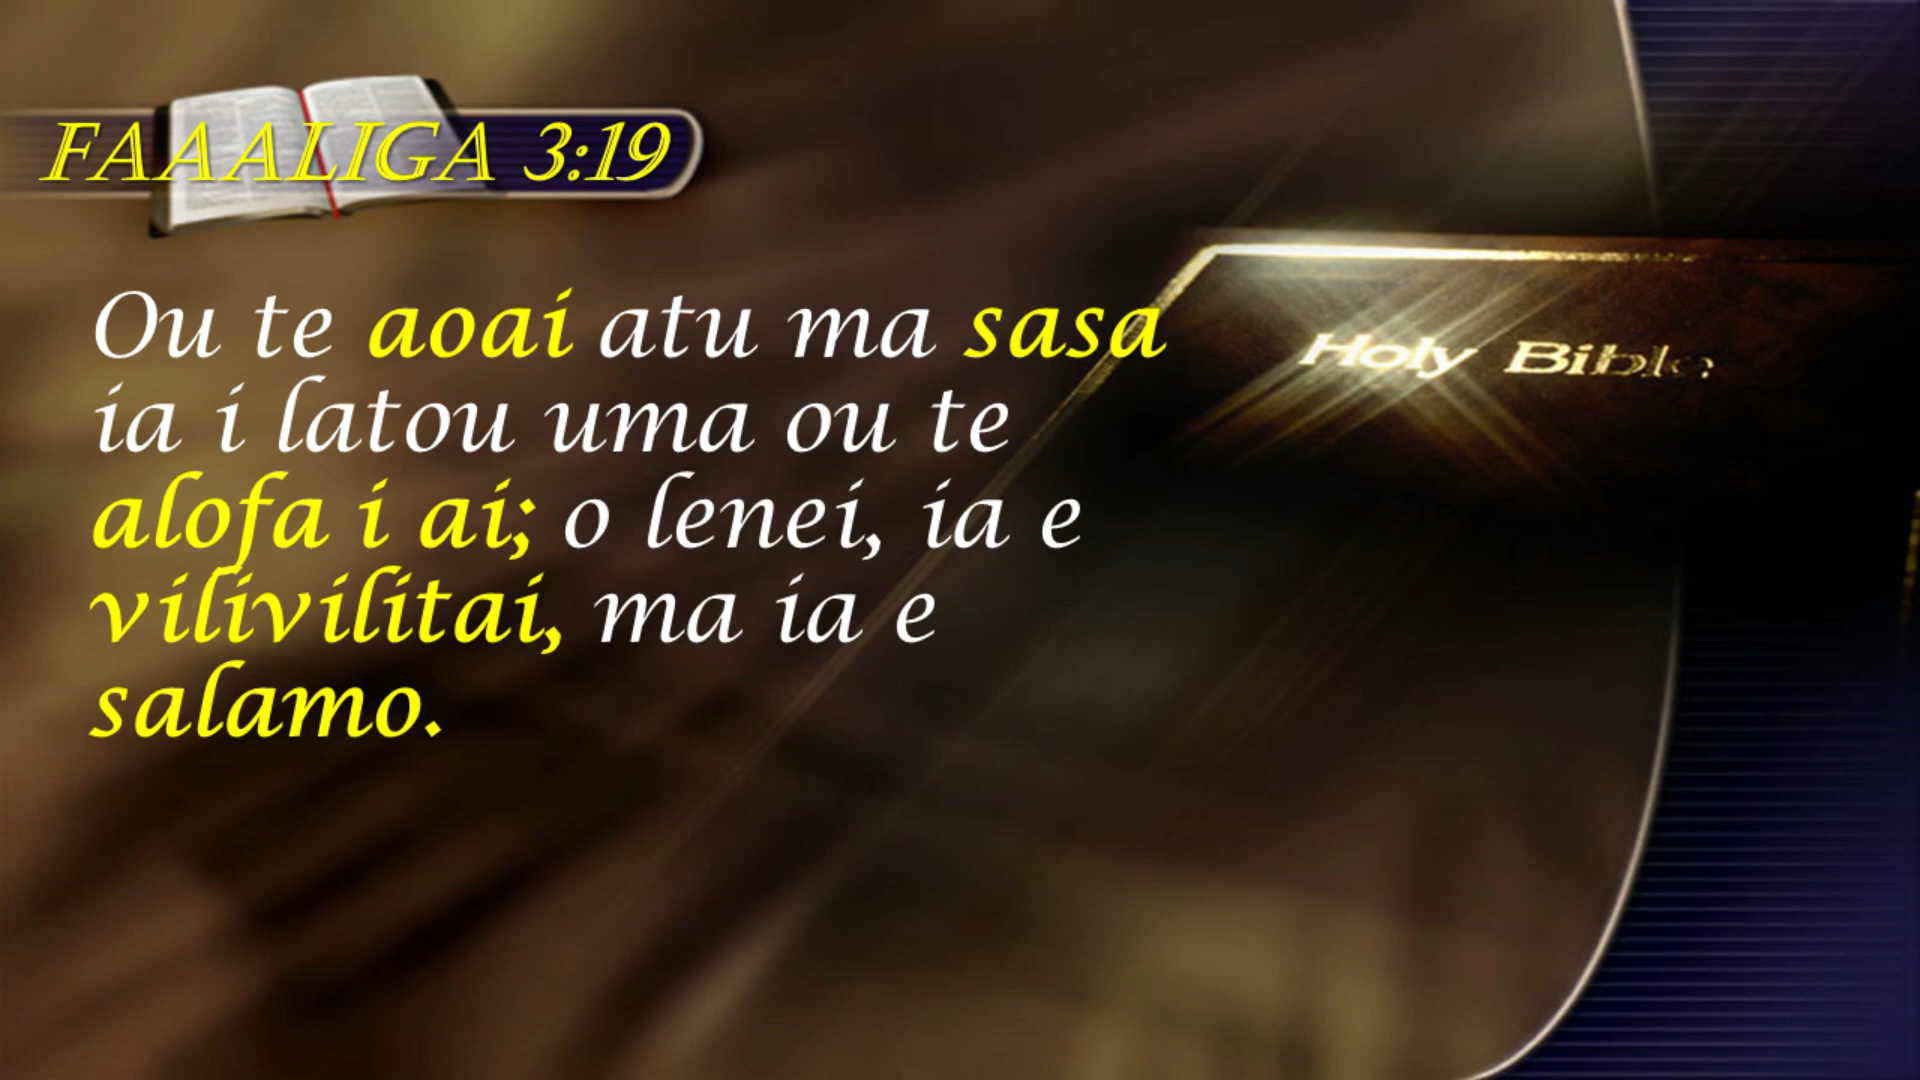 FAAALIGA 3:19
Ou te aoai atu ma sasa
ia i latou uma ou te
alofa i ai; o lenei, ia e
vilivilitai, ma ia e
salamo.
Holy Bible